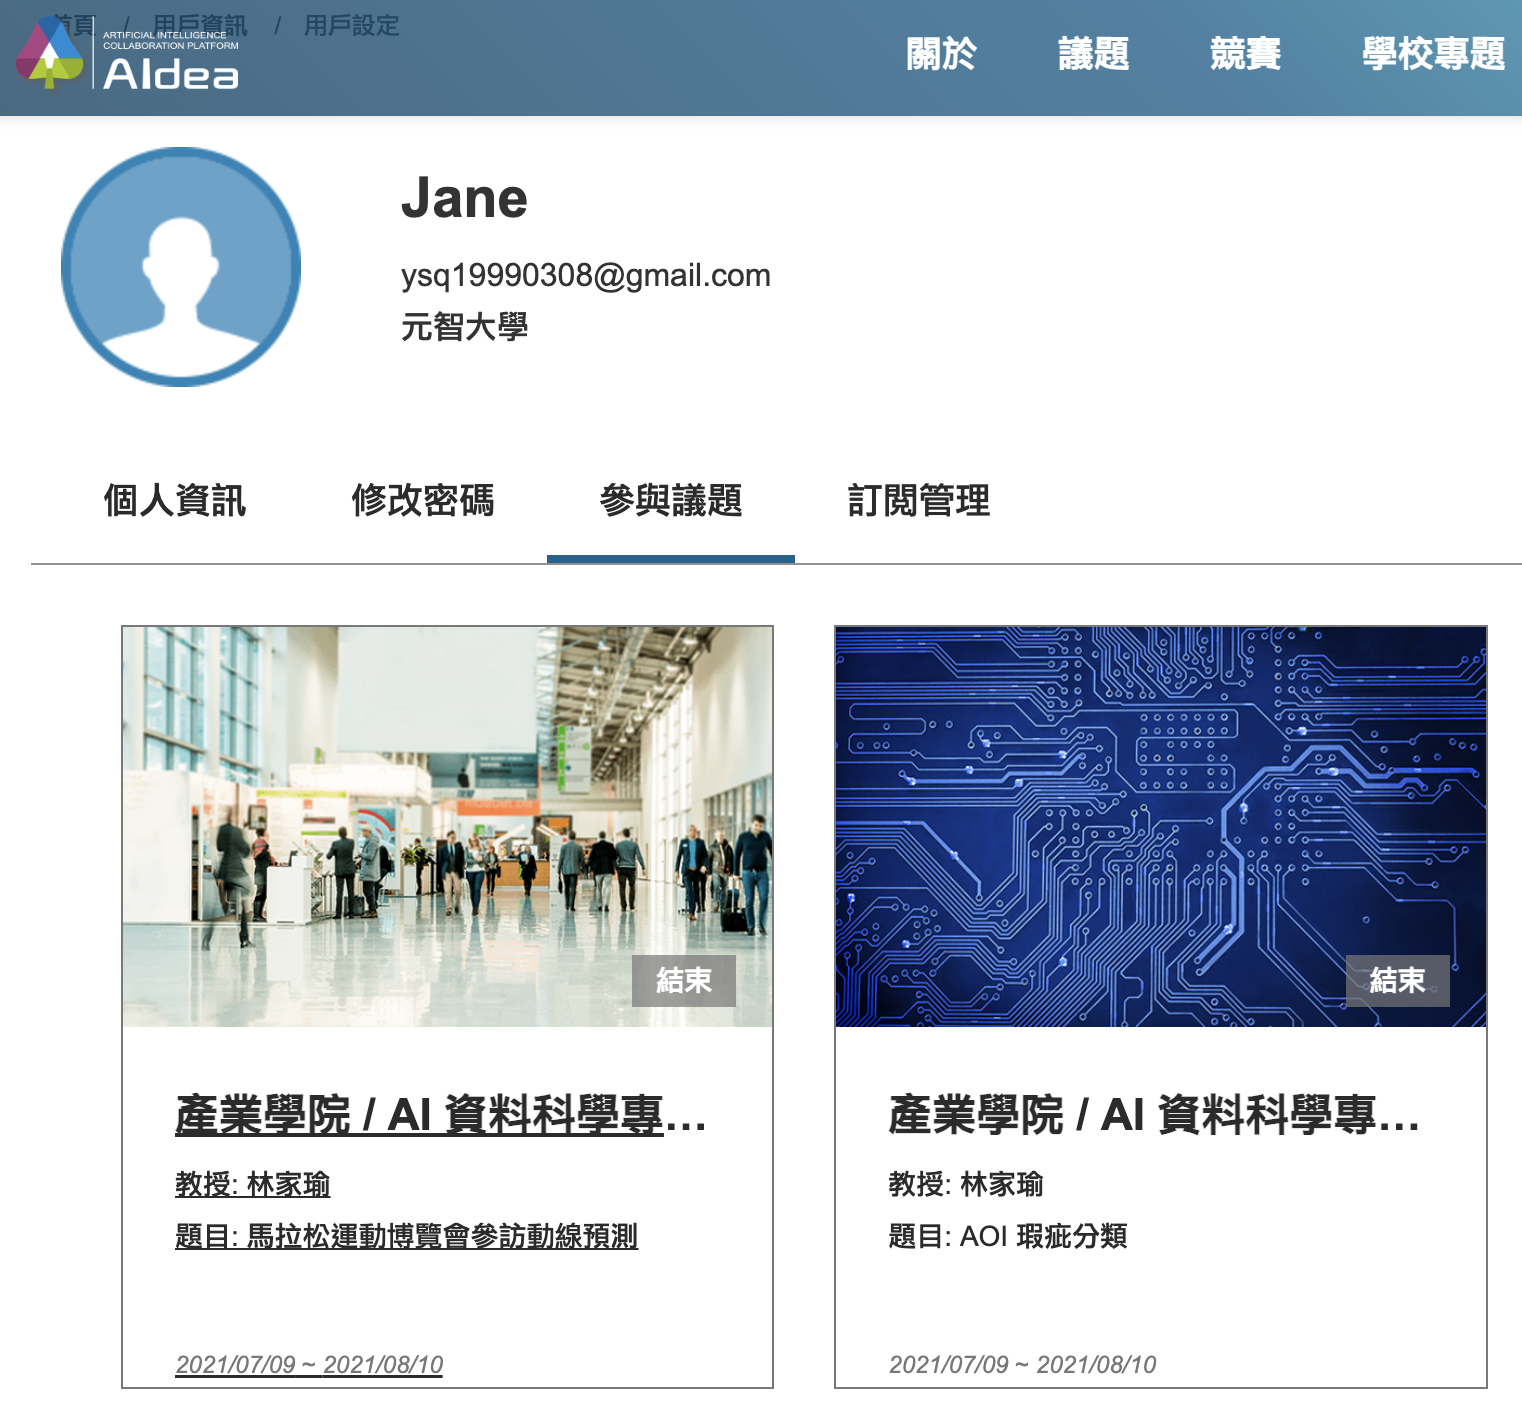 首頁 / 用戶資訊 / 用戶設定
ARTIFICIAL INTELLIGENCE
COLLABORATION PLATFORM
AIdea
關於 議題 競賽 學校專題
Jane
ysq19990308@gmail.com
元智大學
個人資訊 修改密碼 參與議題 訂閱管理
結束
產業學院 / AI 資料科學專...
教授: 林家瑜
題目: 馬拉松運動博覽會參訪動線預測
2021/07/09 ~ 2021/08/10
結束
產業學院 / AI 資料科學專...
教授: 林家瑜
題目: AOI 瑕疵分類
2021/07/09 ~ 2021/08/10